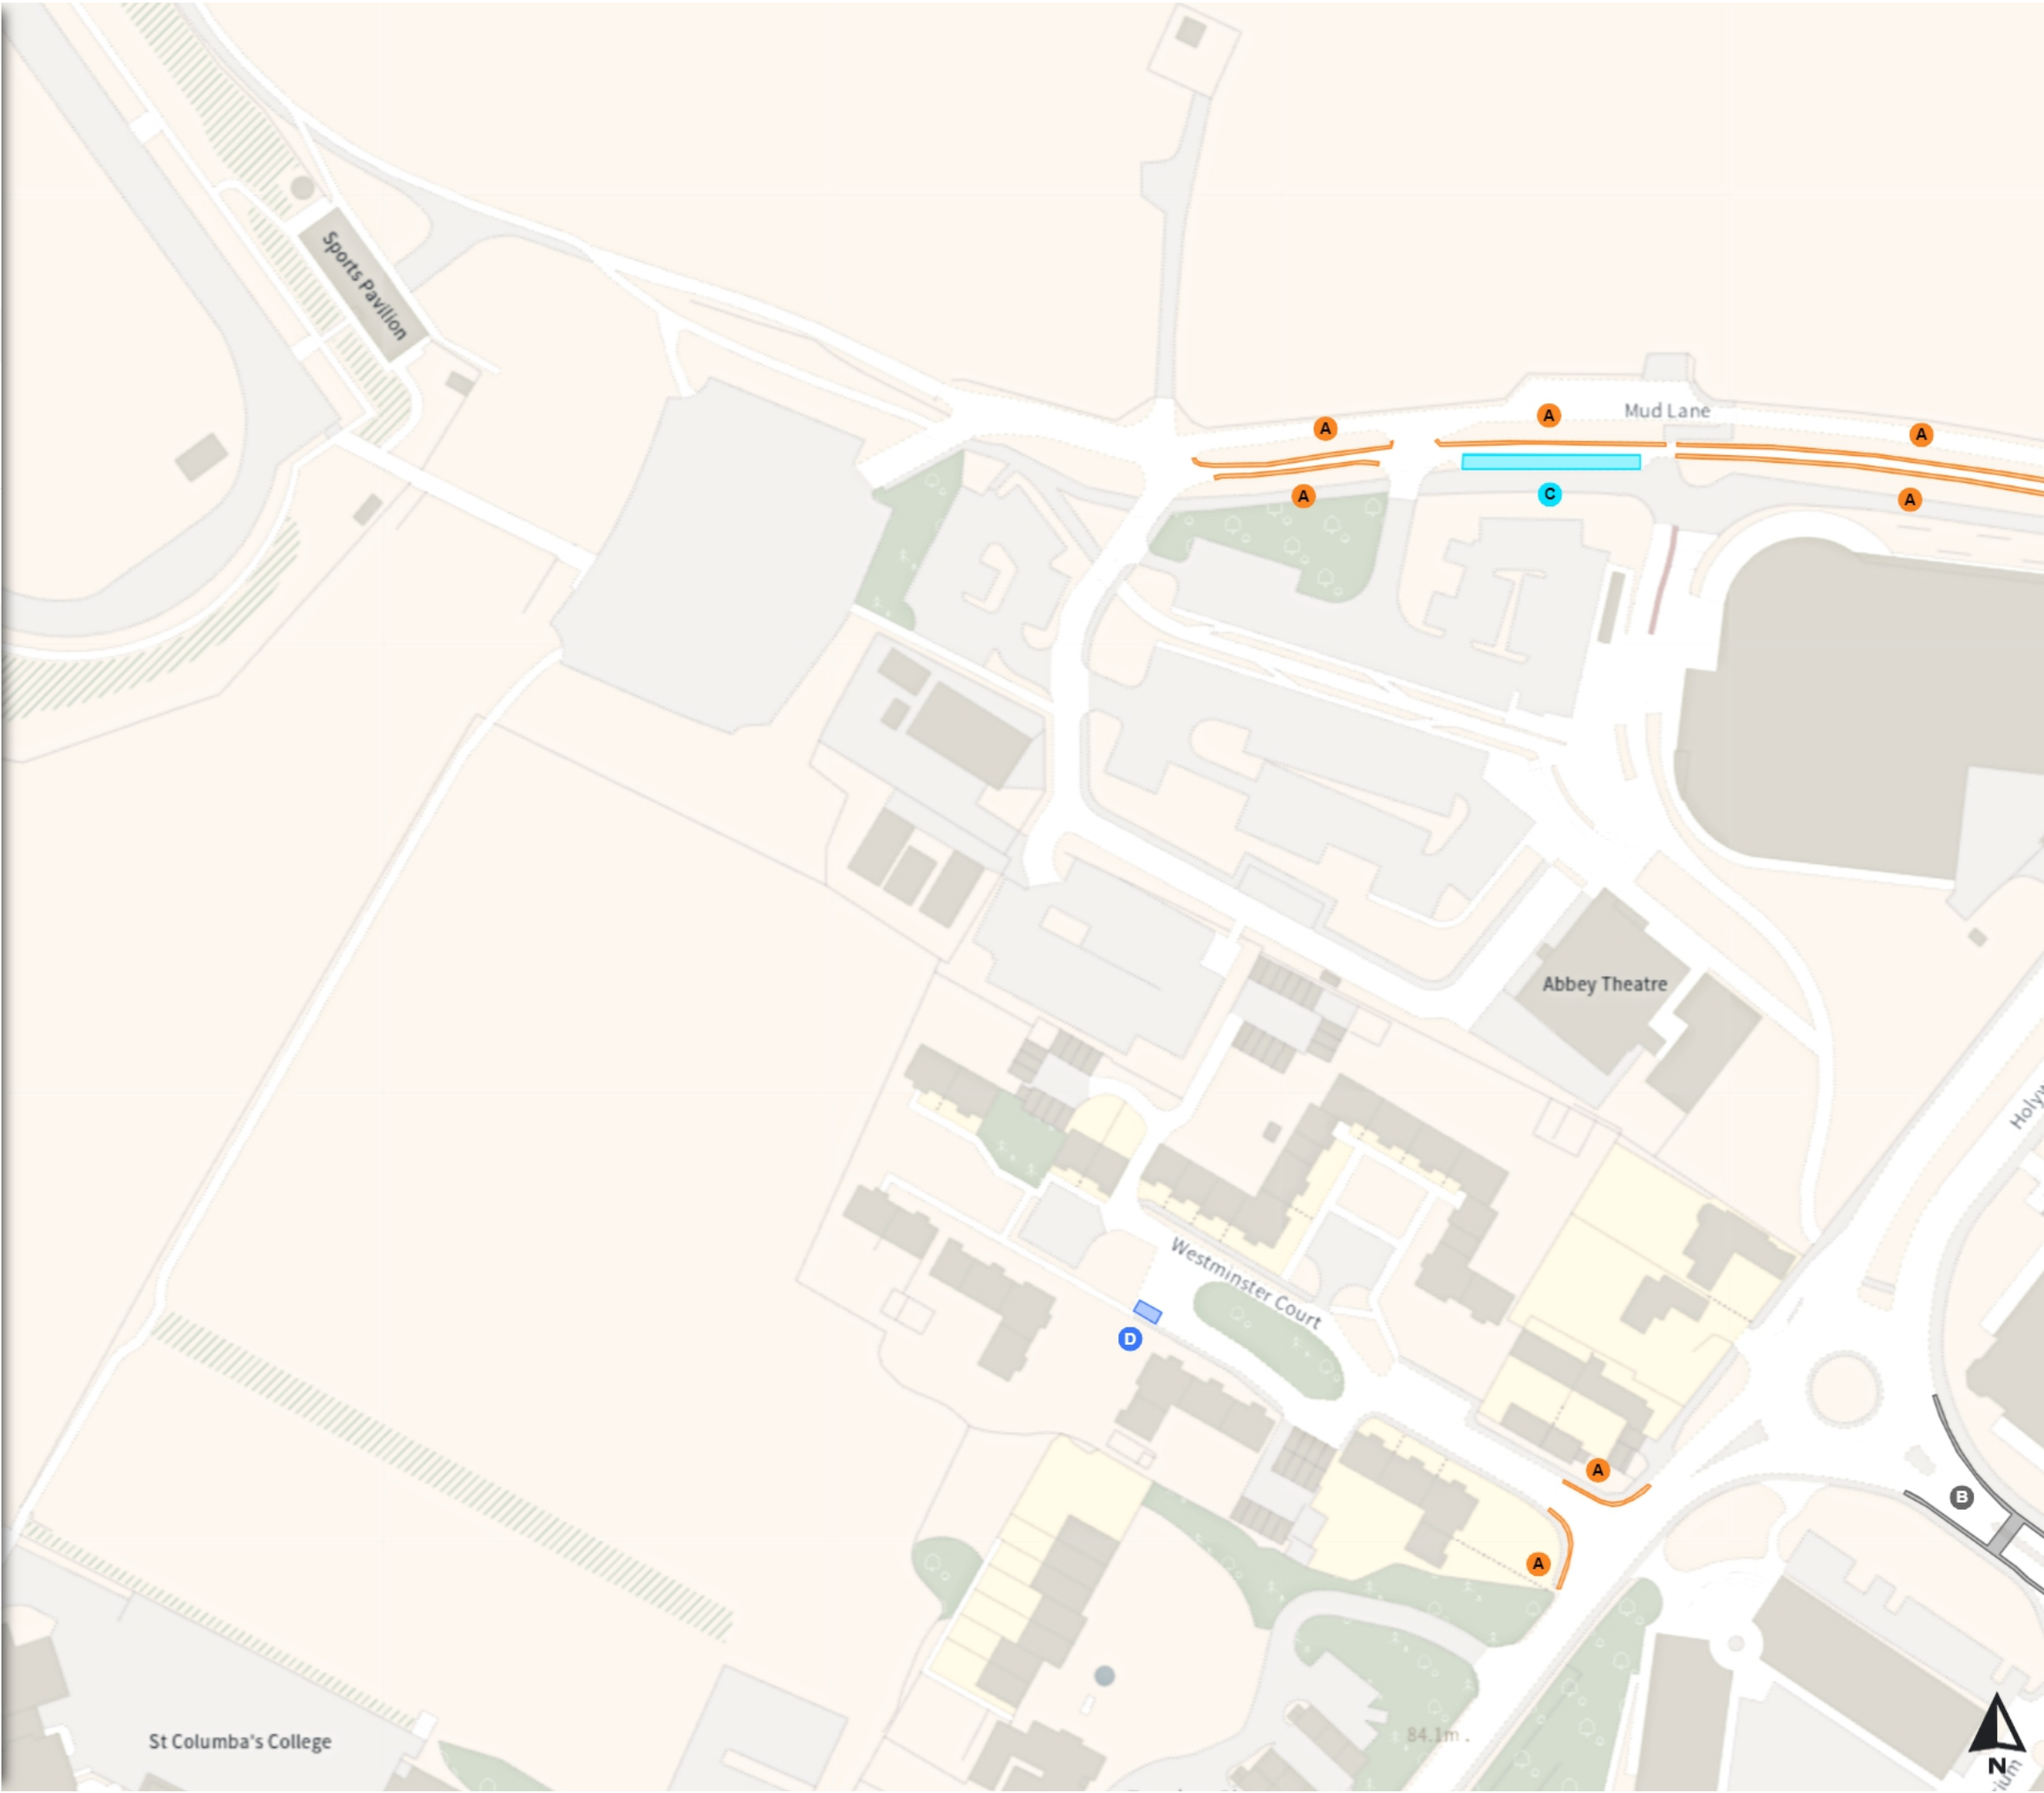 Sports Pavilion
A
A
Mud Lane
A
A
C
A
Abbey Theatre
Westminster Court
D
A
B
A
84.1m .
St Columba's College
N